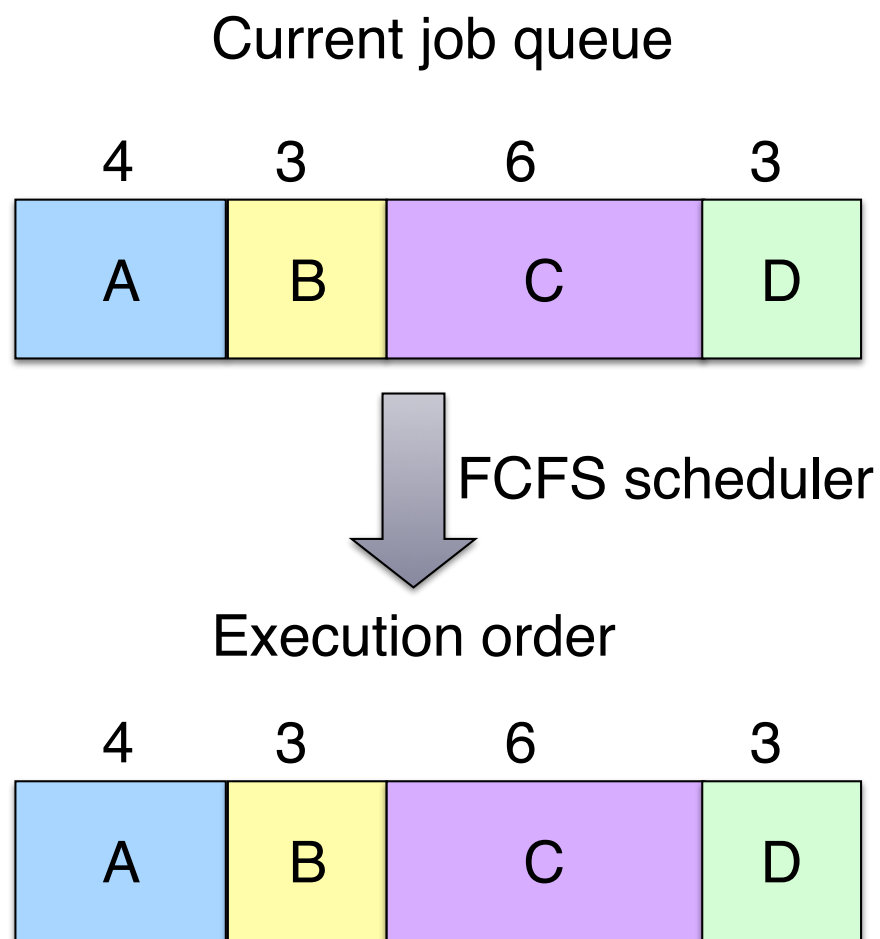 Current job queue
4 3 6 3
A B C D
FCFS scheduler
Execution order
4 3 6 3
A B C D